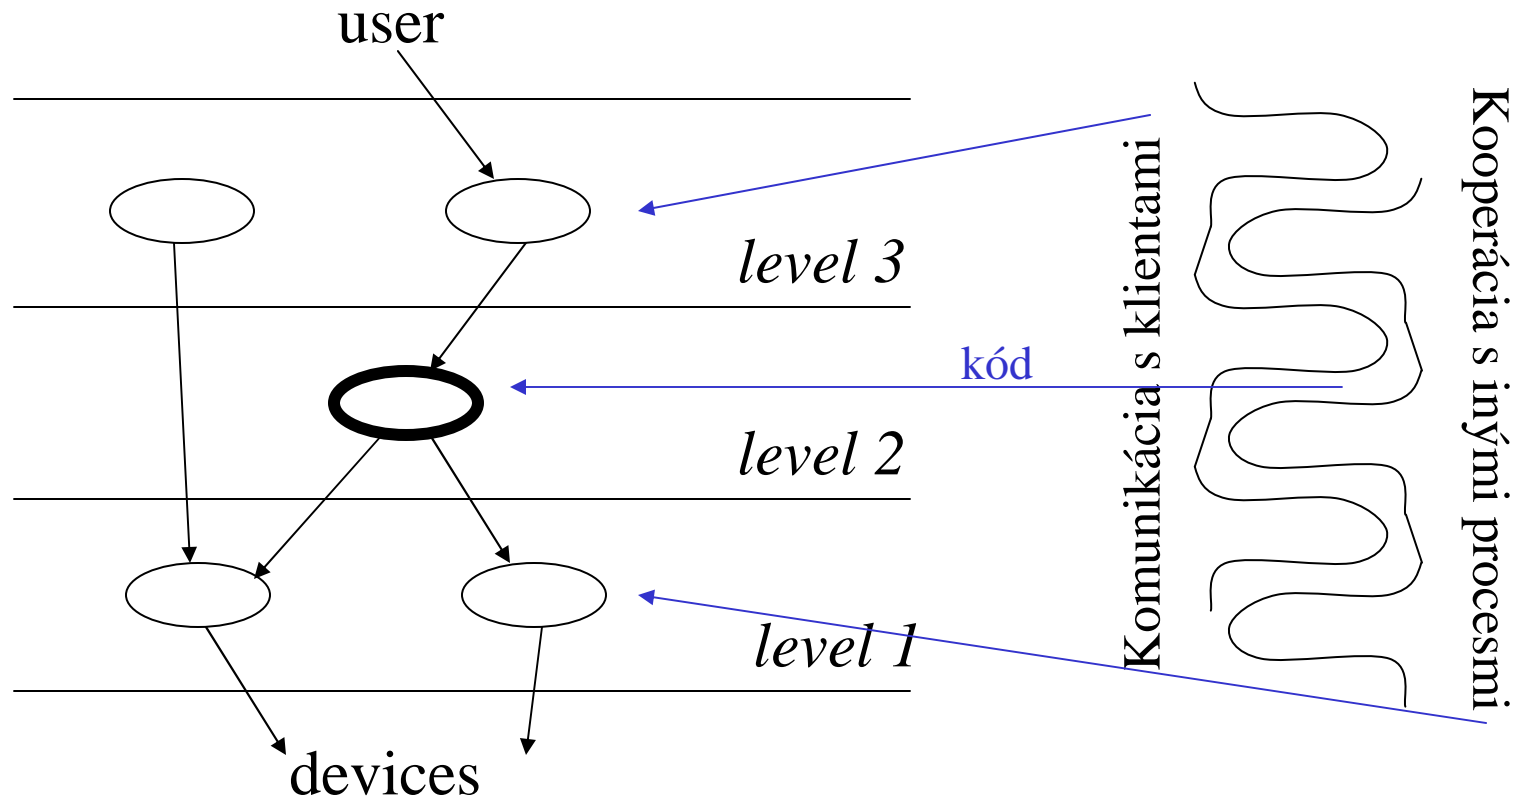 user
level 3
kód
level 2
level 1
devices
Komunikácia s klientami
Kooperácia s inými procesmi